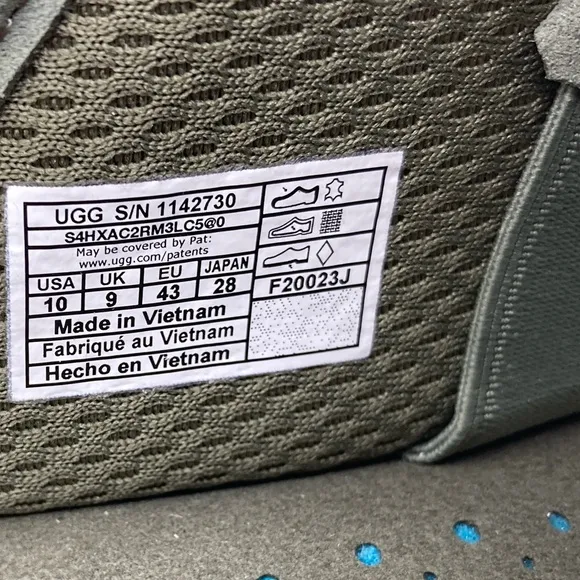 UGG S/N 1142730
S4HXAC2RM3LC5@0
May be covered by Pat:
www.ugg.com/patents
USA UK EU JAPAN
10 9 43 28
F20023J
Made in Vietnam
Fabriqué au Vietnam
Hecho en Vietnam